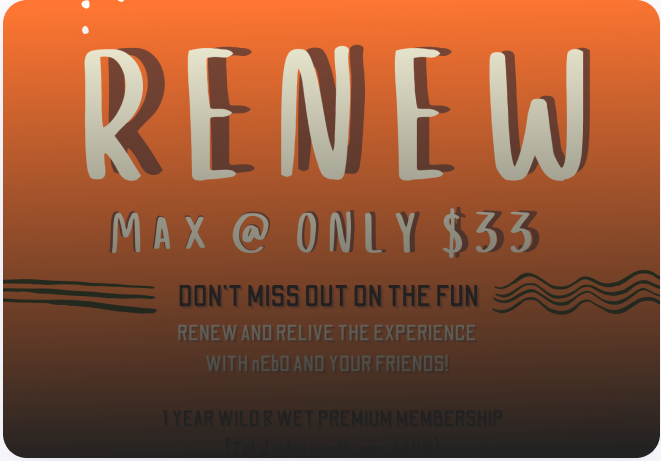 RENEW
MAX @ ONLY $33
DON'T MISS OUT ON THE FUN
RENEW AND RELIVE THE EXPERIENCE
WITH nEbO AND YOUR FRIENDS!
1 YEAR WILD & WET PREMIUM MEMBERSHIP